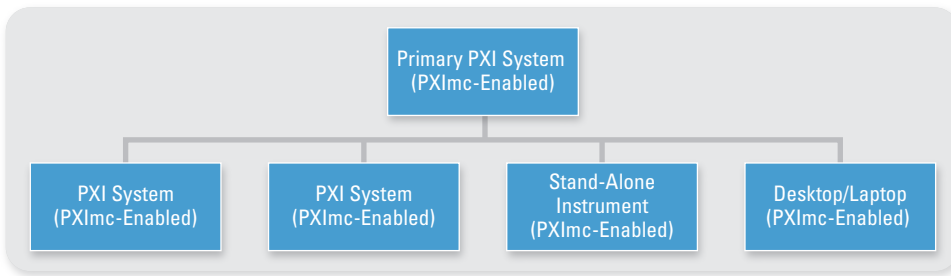 Primary PXI System
(PXImc-Enabled)
PXI System
(PXImc-Enabled)
PXI System
(PXImc-Enabled)
Stand-Alone
Instrument
(PXImc-Enabled)
Desktop/Laptop
(PXImc-Enabled)